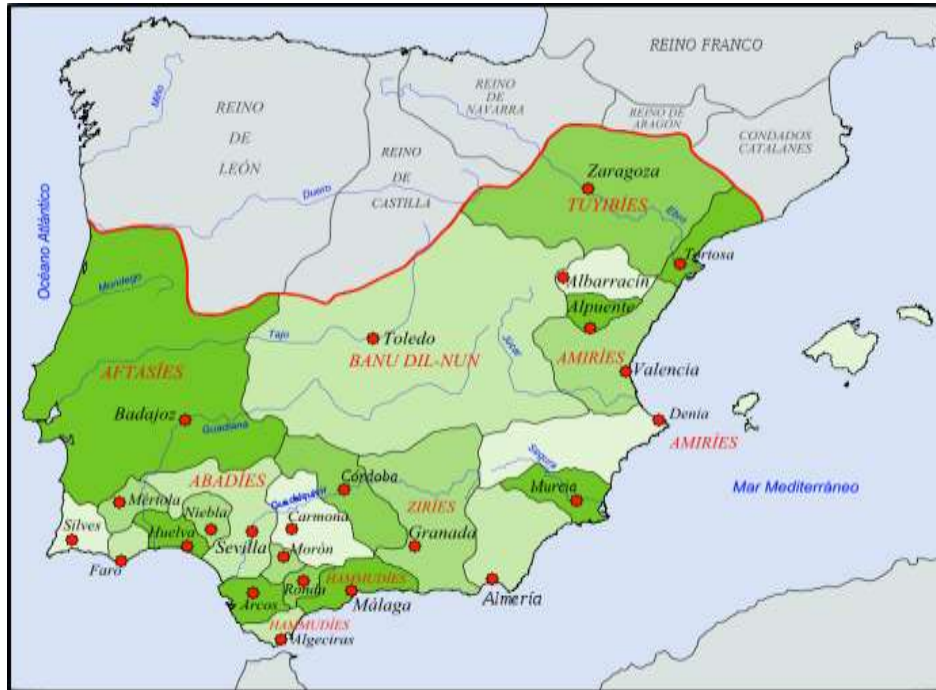 REINO FRANCO
REINO
DE
NAVARRA
REINO DE
ARAGÓN
CONDADOS
CATALANES
REINO
DE
LEÓN
Miño
REINO
DE
CASTILLA
Duero
Océano Atlántico
Zaragoza
TUYIBÍES
Ebro
Tortosa
Mondego
Albarracín
Alpuente
Tajo
Toledo
BANU DIL-NUN
Júcar
AMIRÍES
Valencia
AFTASÍES
Badajoz
Guadiana
Denia
AMIRÍES
Segura
Murcia
Mar Mediterráneo
ABADÍES
Córdoba
Guadalquivir
ZIRÍES
Mértola
Niebla
Carmona
Silves
Huelva
Sevilla
Morón
Granada
Faro
Ronda
HAMMUDÍES
Arcos
Málaga
Almería
HAMMUDÍES
Algeciras